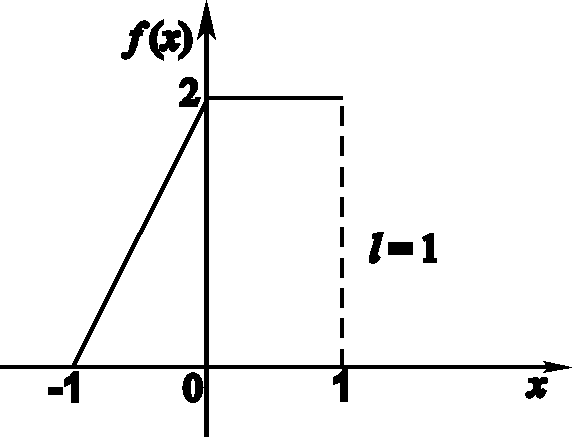 f(x)
2
l = 1
-1 0 1 x